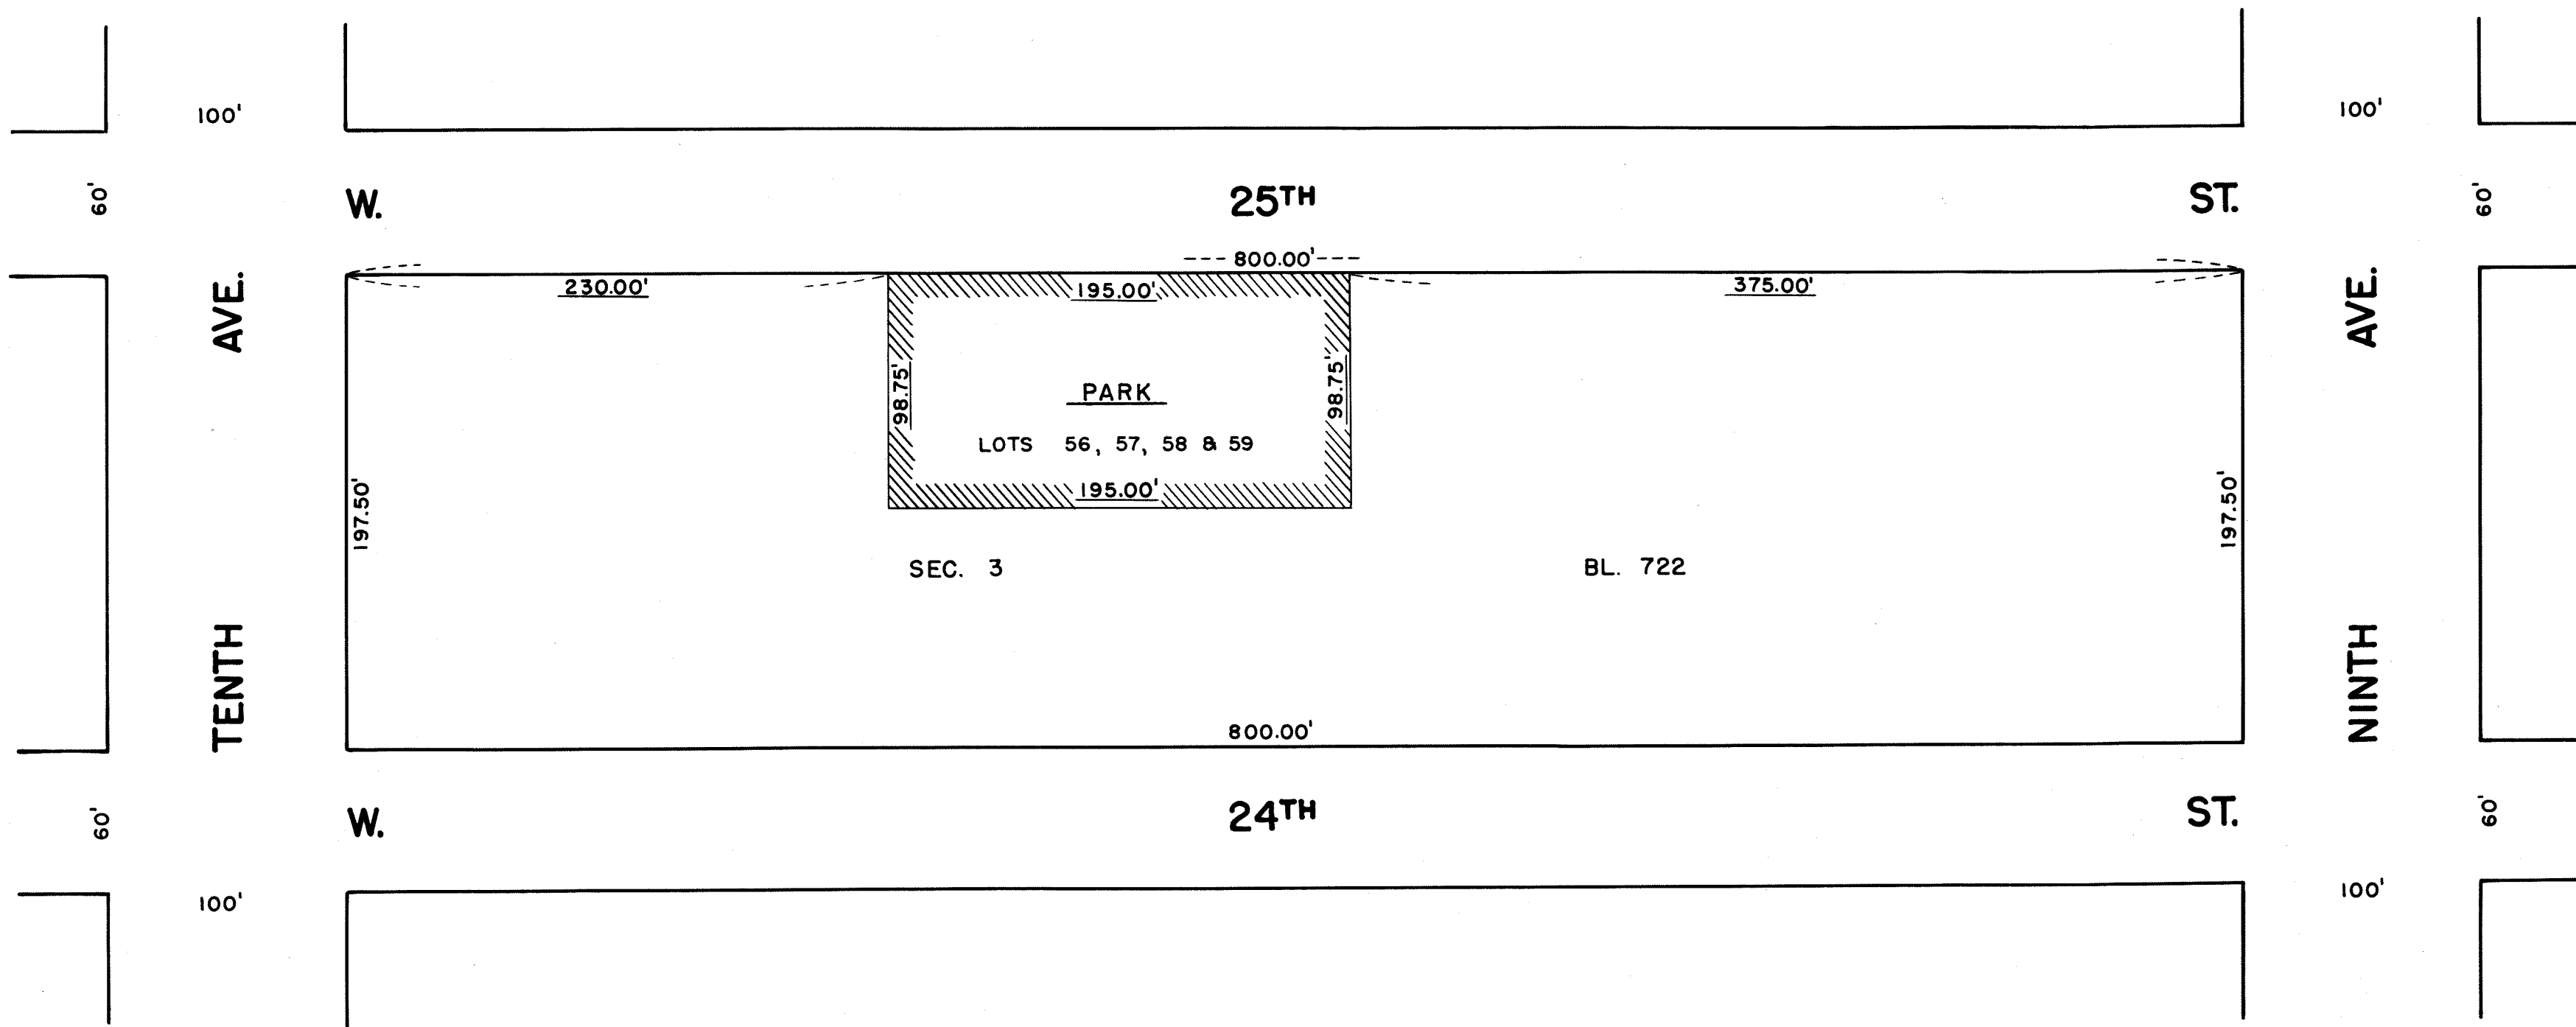 100' 100'
60' W. 25TH ST. 60'
--- 800.00' ---
230.00' 195.00' 375.00'
TENTH AVE.
NINTH AVE.
98.75' 98.75'
PARK
LOTS 56, 57, 58 & 59
195.00'
197.50' 197.50'
SEC. 3 BL. 722
800.00'
60' W. 24TH ST. 60'
100' 100'